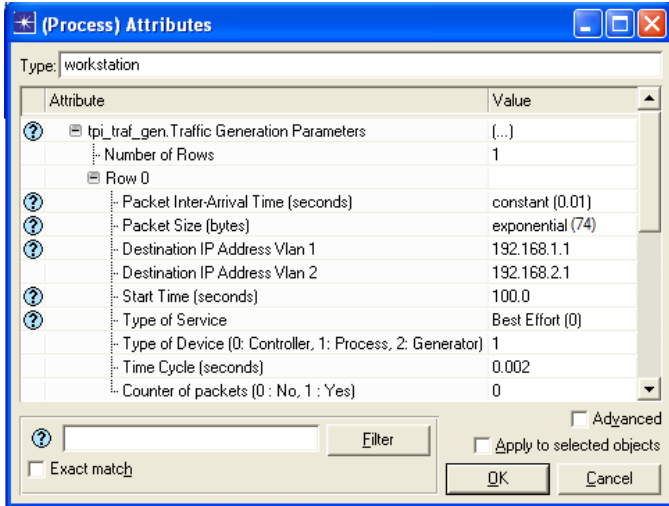 (Process) Attributes
Type: workstation
Attribute Value
tpi_traf_gen.Traffic Generation Parameters (...)
Number of Rows 1
Row 0
Packet Inter-Arrival Time (seconds) constant (0.01)
Packet Size (bytes) exponential (74)
Destination IP Address Vlan 1 192.168.1.1
Destination IP Address Vlan 2 192.168.2.1
Start Time (seconds) 100.0
Type of Service Best Effort (0)
Type of Device (0: Controller, 1: Process, 2: Generator) 1
Time Cycle (seconds) 0.002
Counter of packets (0 : No, 1 : Yes) 0
Advanced
Filter
Apply to selected objects
Exact match
OK Cancel